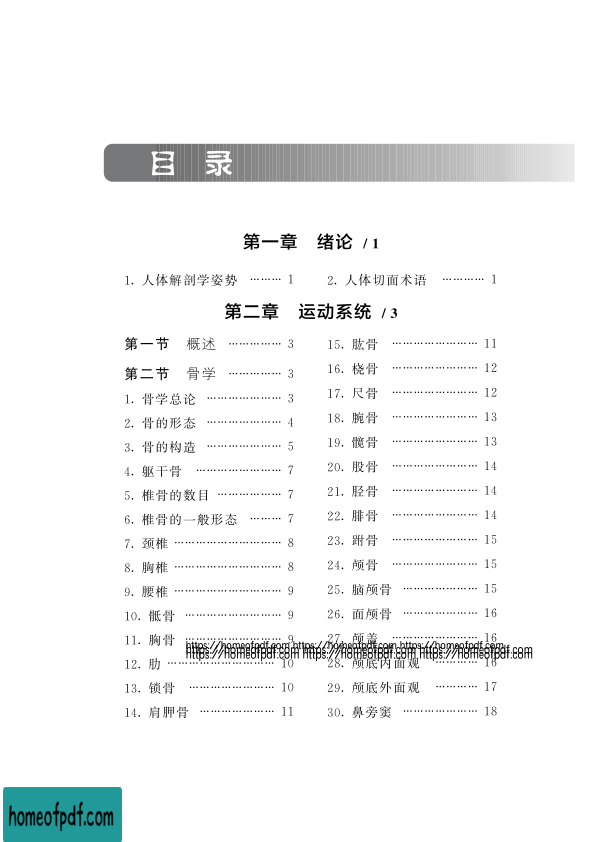 目 录
第一章 绪论 / 1
1. 人体解剖学姿势 ……… 1
2. 人体切面术语 ………… 1
第二章 运动系统 / 3
第一节 概述 …………… 3
第二节 骨学 …………… 3
1. 骨学总论 ………………… 3
2. 骨的形态 ………………… 4
3. 骨的构造 ………………… 5
4. 躯干骨 …………………… 7
5. 椎骨的数目 ……………… 7
6. 椎骨的一般形态 ……… 7
7. 颈椎 ………………………… 8
8. 胸椎 ………………………… 8
9. 腰椎 ………………………… 9
10. 骶骨 ……………………… 9
11. 胸骨 ……………………… 9
12. 肋 ………………………… 10
13. 锁骨 …………………… 10
14. 肩胛骨 ………………… 11
15. 肱骨 …………………… 11
16. 桡骨 …………………… 12
17. 尺骨 …………………… 12
18. 腕骨 …………………… 13
19. 髋骨 …………………… 13
20. 股骨 …………………… 14
21. 胫骨 …………………… 14
22. 腓骨 …………………… 14
23. 跗骨 …………………… 15
24. 颅骨 …………………… 15
25. 脑颅骨 ………………… 15
26. 面颅骨 ………………… 16
27. 颅盖 …………………… 16
28. 颅底内面观 ………… 16
29. 颅底外面观 ………… 17
30. 鼻旁窦 ………………… 18
https://homeofpdf.com https://homeofpdf.com https://homeofpdf.com
https://homeofpdf.com https://homeofpdf.com https://homeofpdf.com
homeofpdf.com